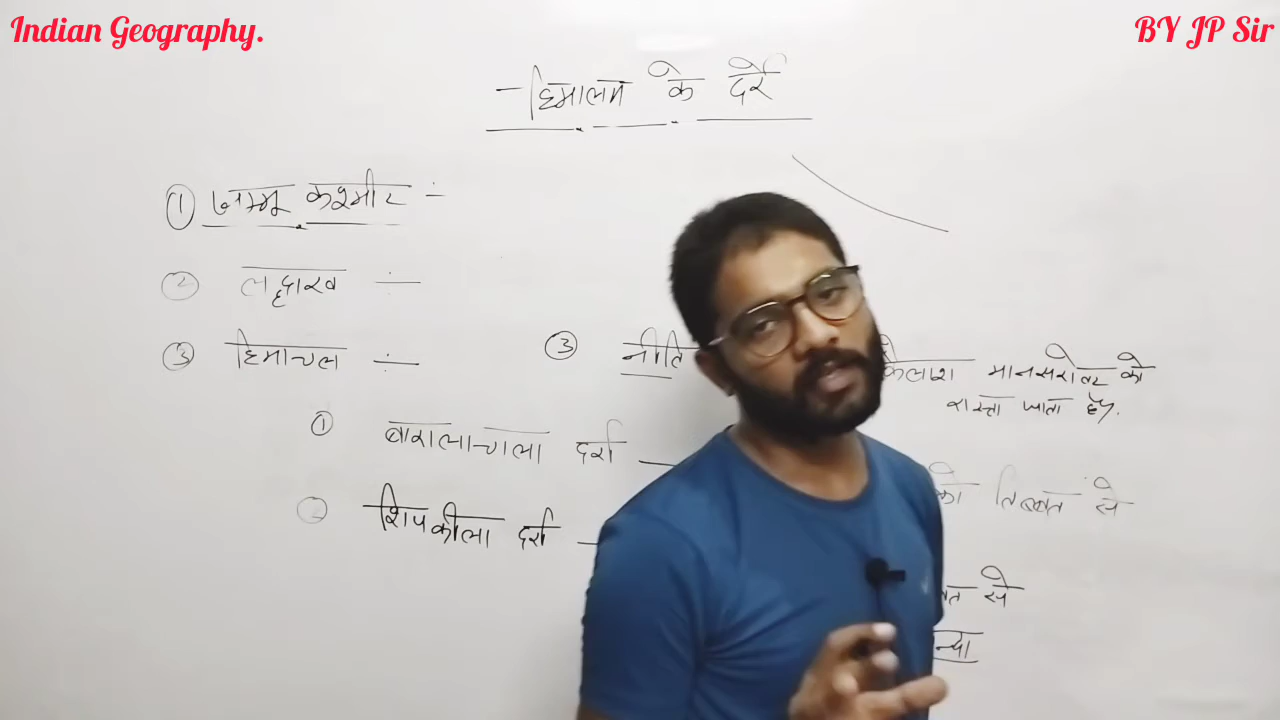 Indian Geography.
BY JP Sir
- हिमालय के दर्रे
① जम्मू कश्मीर :-
② लद्दाख :-
③ हिमाचल :-
① बारालाचाला दर्रा —
② शिपकीला दर्रा —
③ नीति
कैलाश मानसरोवर को
रास्ता जाता है।
को तिब्बत से
से